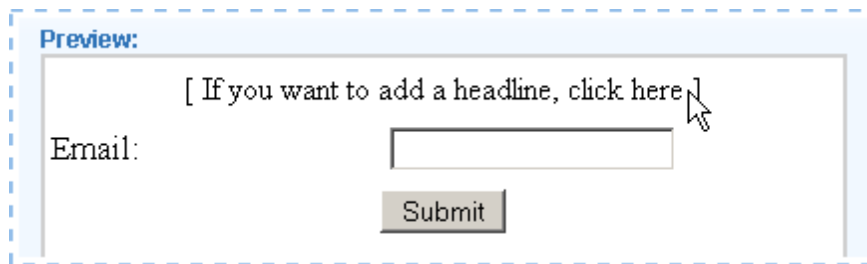 Preview:
[ If you want to add a headline, click here ]
Email:
Submit